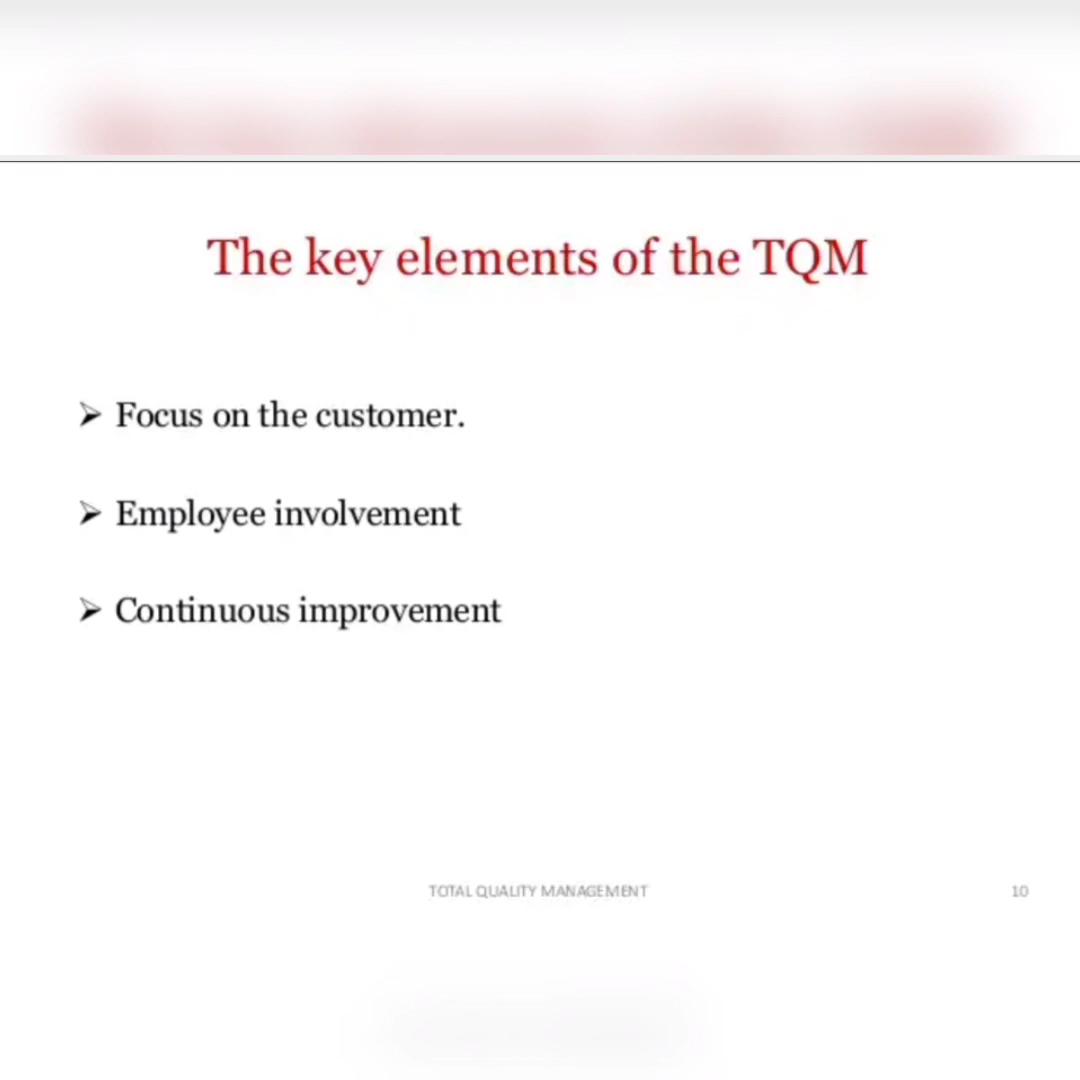 The key elements of the TQM
➢ Focus on the customer.
➢ Employee involvement
➢ Continuous improvement
TOTAL QUALITY MANAGEMENT
10